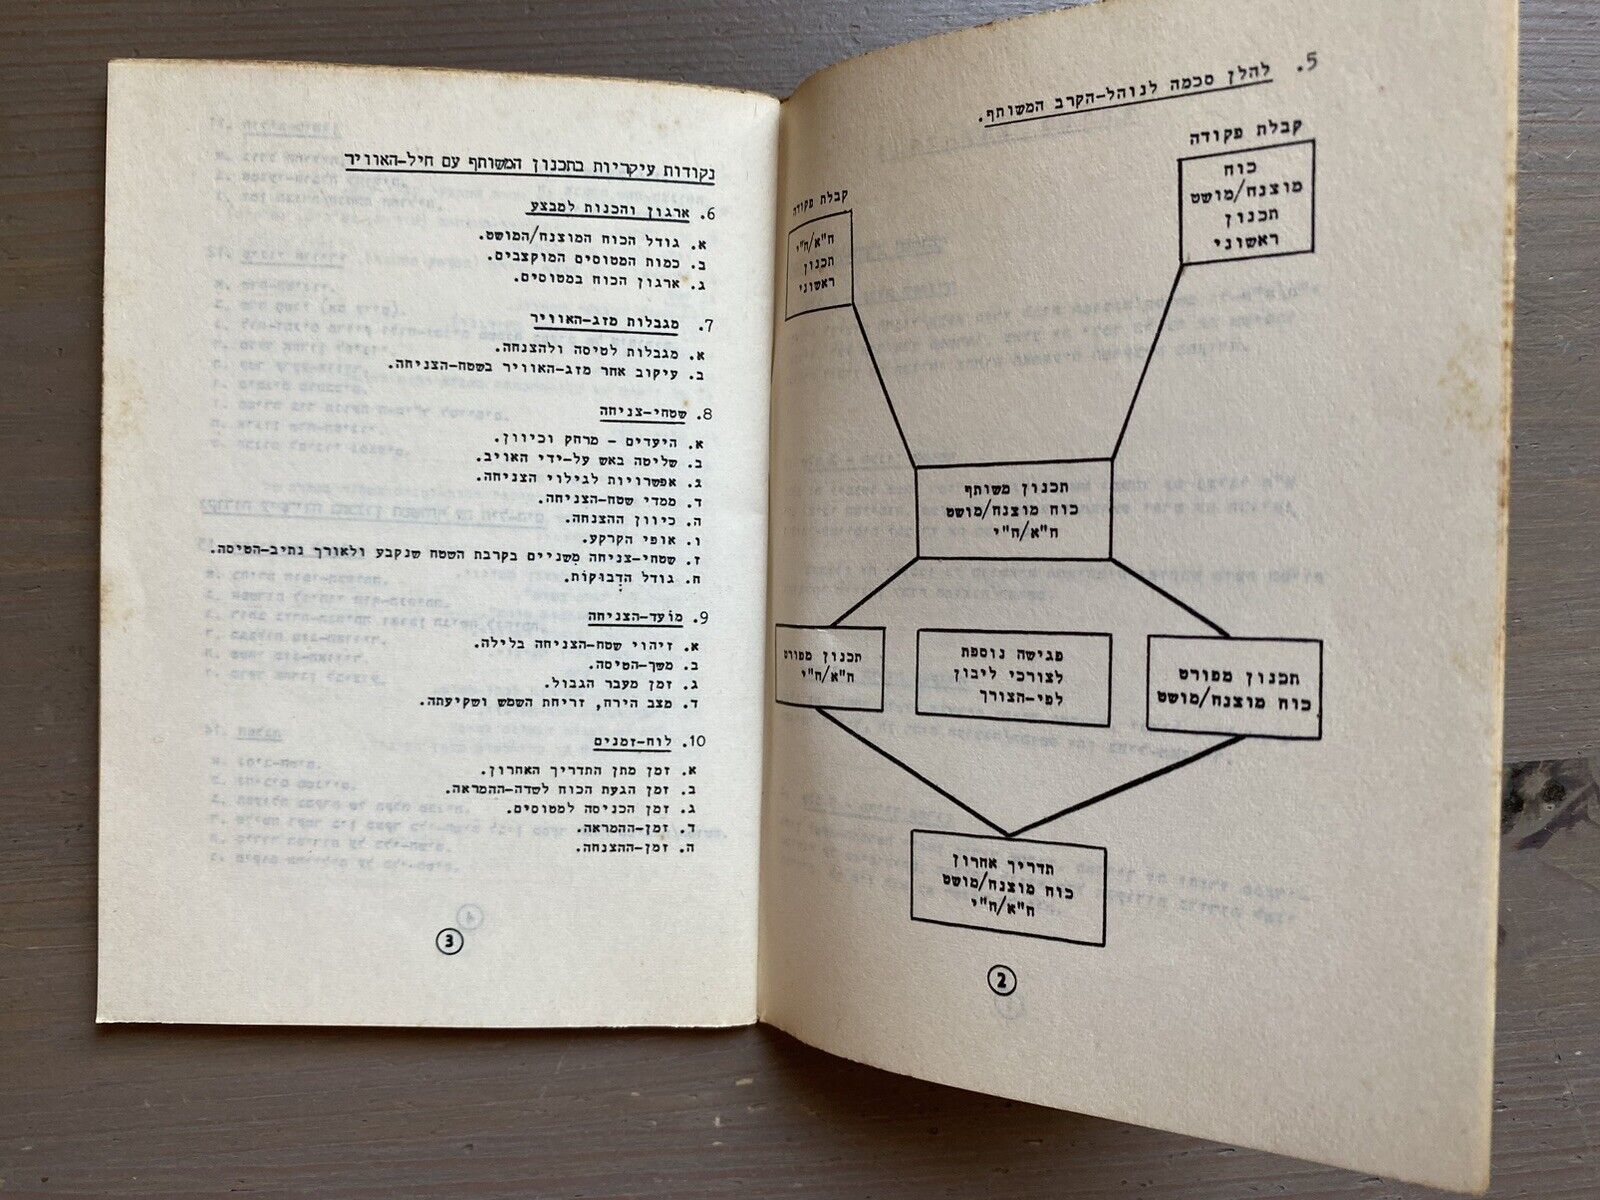 5. להלן סכמה לנוהל-הקרב המשותף.
קבלת פקודה
כוח
מוצנח/מושט
תכנון
ראשוני
קבלת פקודה
ח"א/ח"י
תכנון
ראשוני
תכנון משותף
כוח מוצנח/מושט
ח"א/ח"י
תכנון מפורט
כוח מוצנח/מושט
פגישה נוספת
לצורכי ליבון
לפי-הצורך
תכנון מפורט
ח"א/ח"י
תדריך אחרון
כוח מוצנח/מושט
ח"א/ח"י
2
נקודות עיקריות בתכנון המשותף עם חיל-האוויר
6. ארגון והכנות למבצע
א. גודל הכוח המוצנח/המושט.
ב. כמות המטוסים המוקצבים.
ג. ארגון הכוח במטוסים.
7. מגבלות מזג-האוויר
א. מגבלות לטיסה ולהצנחה.
ב. עיקוב אחר מזג-האוויר בשטח-הצניחה.
8. שטחי-צניחה
א. היעדים - מרחק וכיוון.
ב. שליטה באש על-ידי האויב.
ג. אפשרויות לגילוי הצניחה.
ד. ממדי שטח-הצניחה.
ה. כיוון ההצנחה.
ו. אופי הקרקע.
ז. שטחי-צניחה מִשניים בקרבת השטח שנקבע ולאורך נתיב-הטיסה.
ח. גודל הדְבוּקוֹת.
9. מוֹעד-הצניחה
א. זיהוי שטח-הצניחה בלילה.
ב. משך-הטיסה.
ג. זמן מעבר הגבול.
ד. מצב הירח, זריחת השמש ושקיעתה.
10. לוח-זמנים
א. זמן מתן התדריך האחרון.
ב. זמן הגעת הכוח לשדה-ההמראה.
ג. זמן הכניסה למטוסים.
ד. זמן-ההמראה.
ה. זמן-ההצנחה.
3